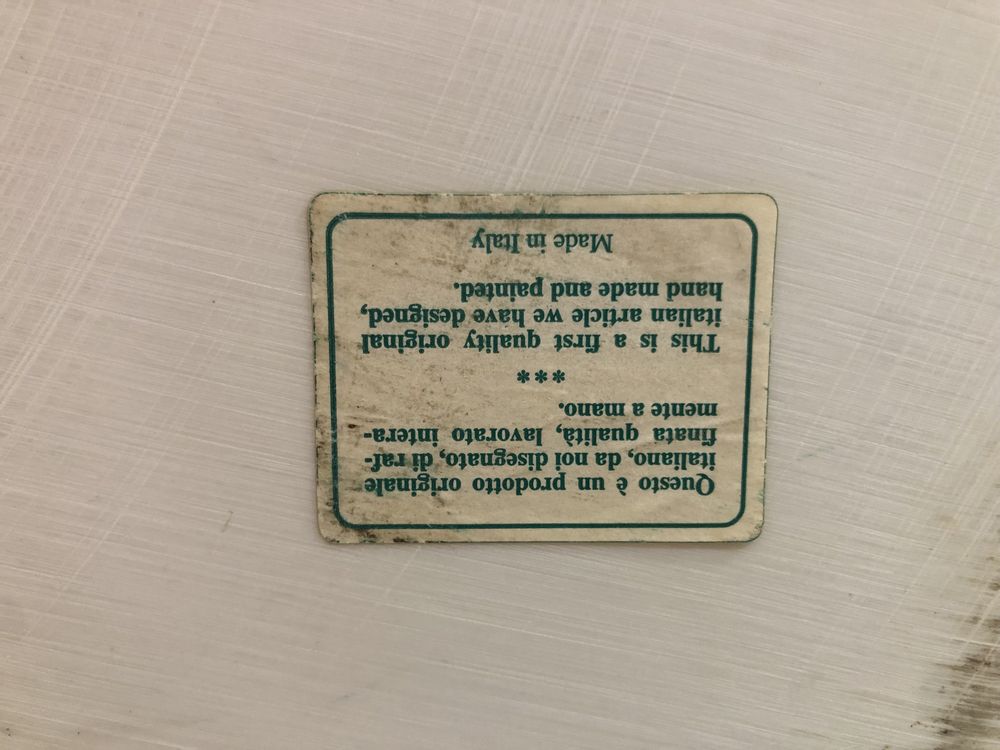 Questo è un prodotto originale
italiano, da noi disegnato, di raf-
finata qualità, lavorato intera-
mente a mano.
***
This is a first quality original
italian article we have designed,
hand made and painted.
Made in Italy